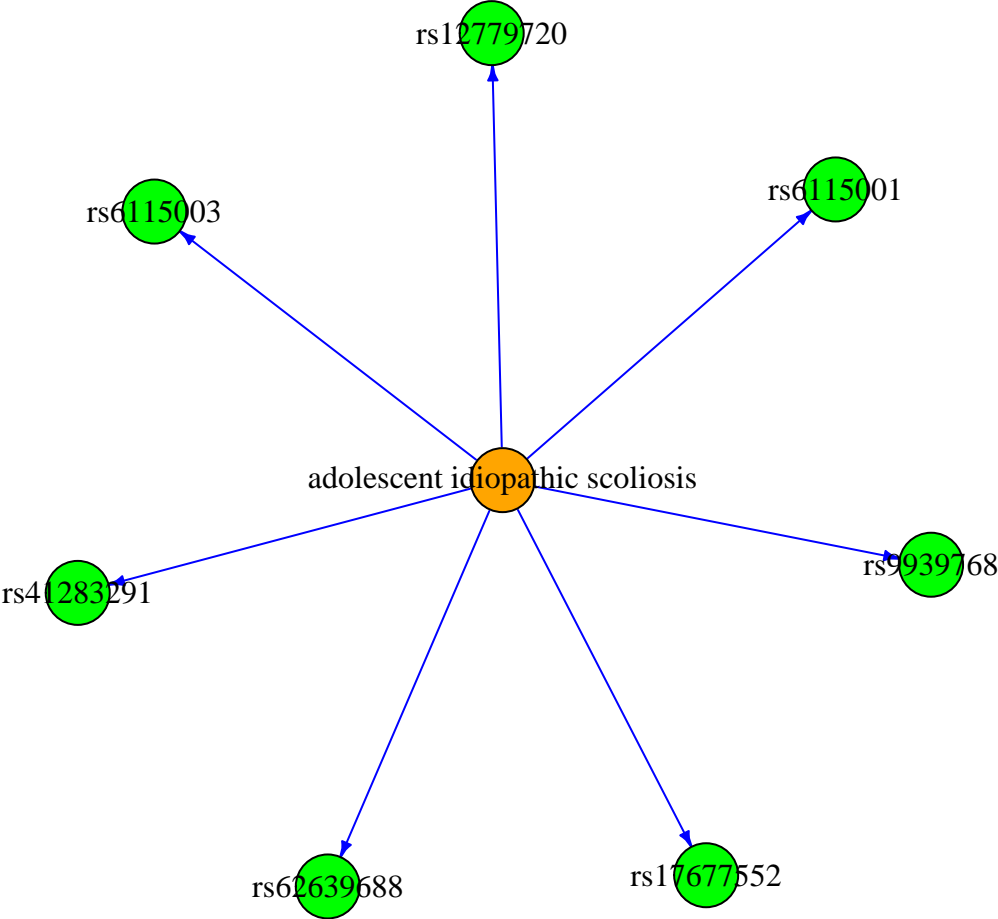 rs12779720
rs6115001
rs6115003
adolescent idiopathic scoliosis
rs9939768
rs41283291
rs17677552
rs62639688